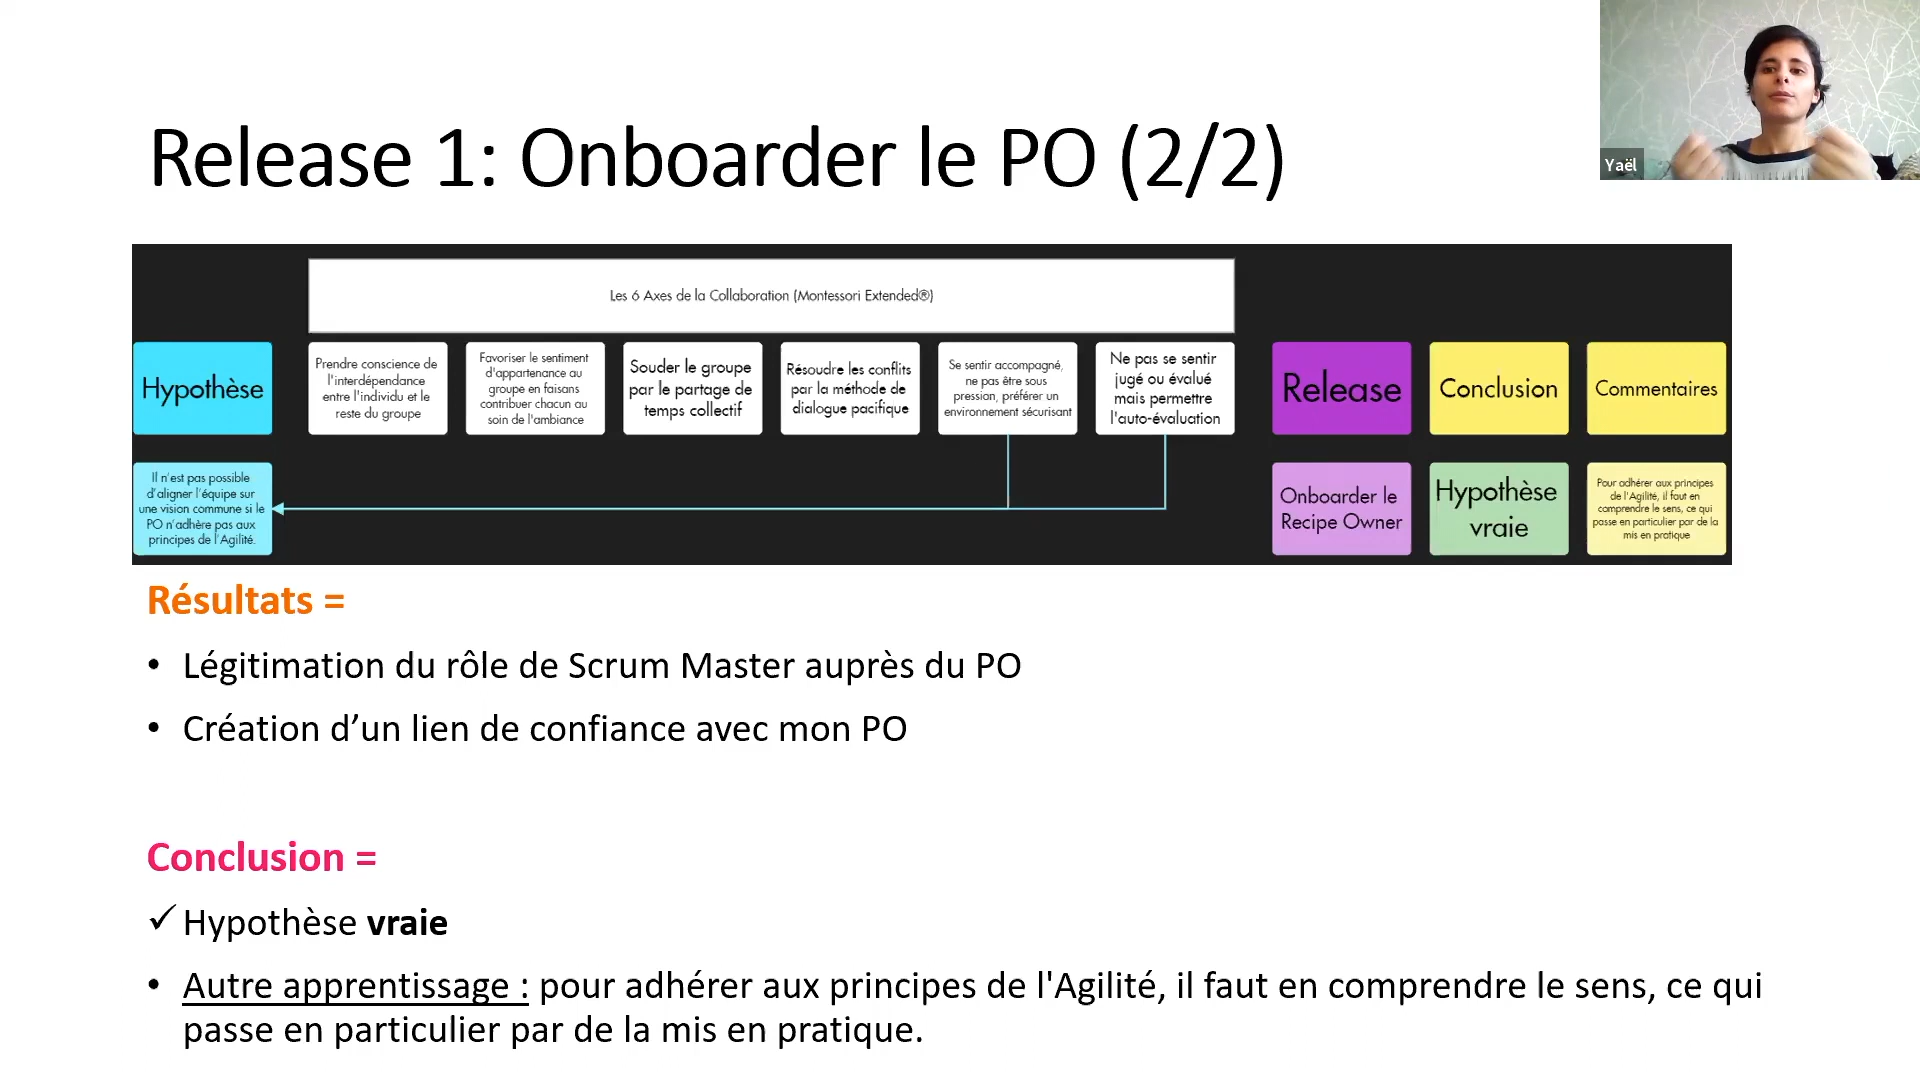 Release 1: Onboarder le PO (2/2)
Yaël
Les 6 Axes de la Collaboration (Montessori Extended®)
Hypothèse
Prendre conscience de
l'interdépendance
entre l'individu et le
reste du groupe
Favoriser le sentiment
d'appartenance au
groupe en faisans
contribuer chacun au
soin de l'ambiance
Souder le groupe
par le partage de
temps collectif
Résoudre les conflits
par la méthode de
dialogue pacifique
Se sentir accompagné,
ne pas être sous
pression, préférer un
environnement sécurisant
Ne pas se sentir
jugé ou évalué
mais permettre
l'auto-évaluation
Release
Conclusion
Commentaires
Il n'est pas possible
d'aligner l'équipe sur
une vision commune si le
PO n'adhère pas aux
principes de l'Agilité.
Onboarder le
Recipe Owner
Hypothèse
vraie
Pour adhérer aux principes
de l'Agilité, il faut en
comprendre le sens, ce qui
passe en particulier par de la
mis en pratique
Résultats =
• Légitimation du rôle de Scrum Master auprès du PO
• Création d’un lien de confiance avec mon PO
Conclusion =
✓ Hypothèse vraie
• Autre apprentissage : pour adhérer aux principes de l'Agilité, il faut en comprendre le sens, ce qui
passe en particulier par de la mis en pratique.